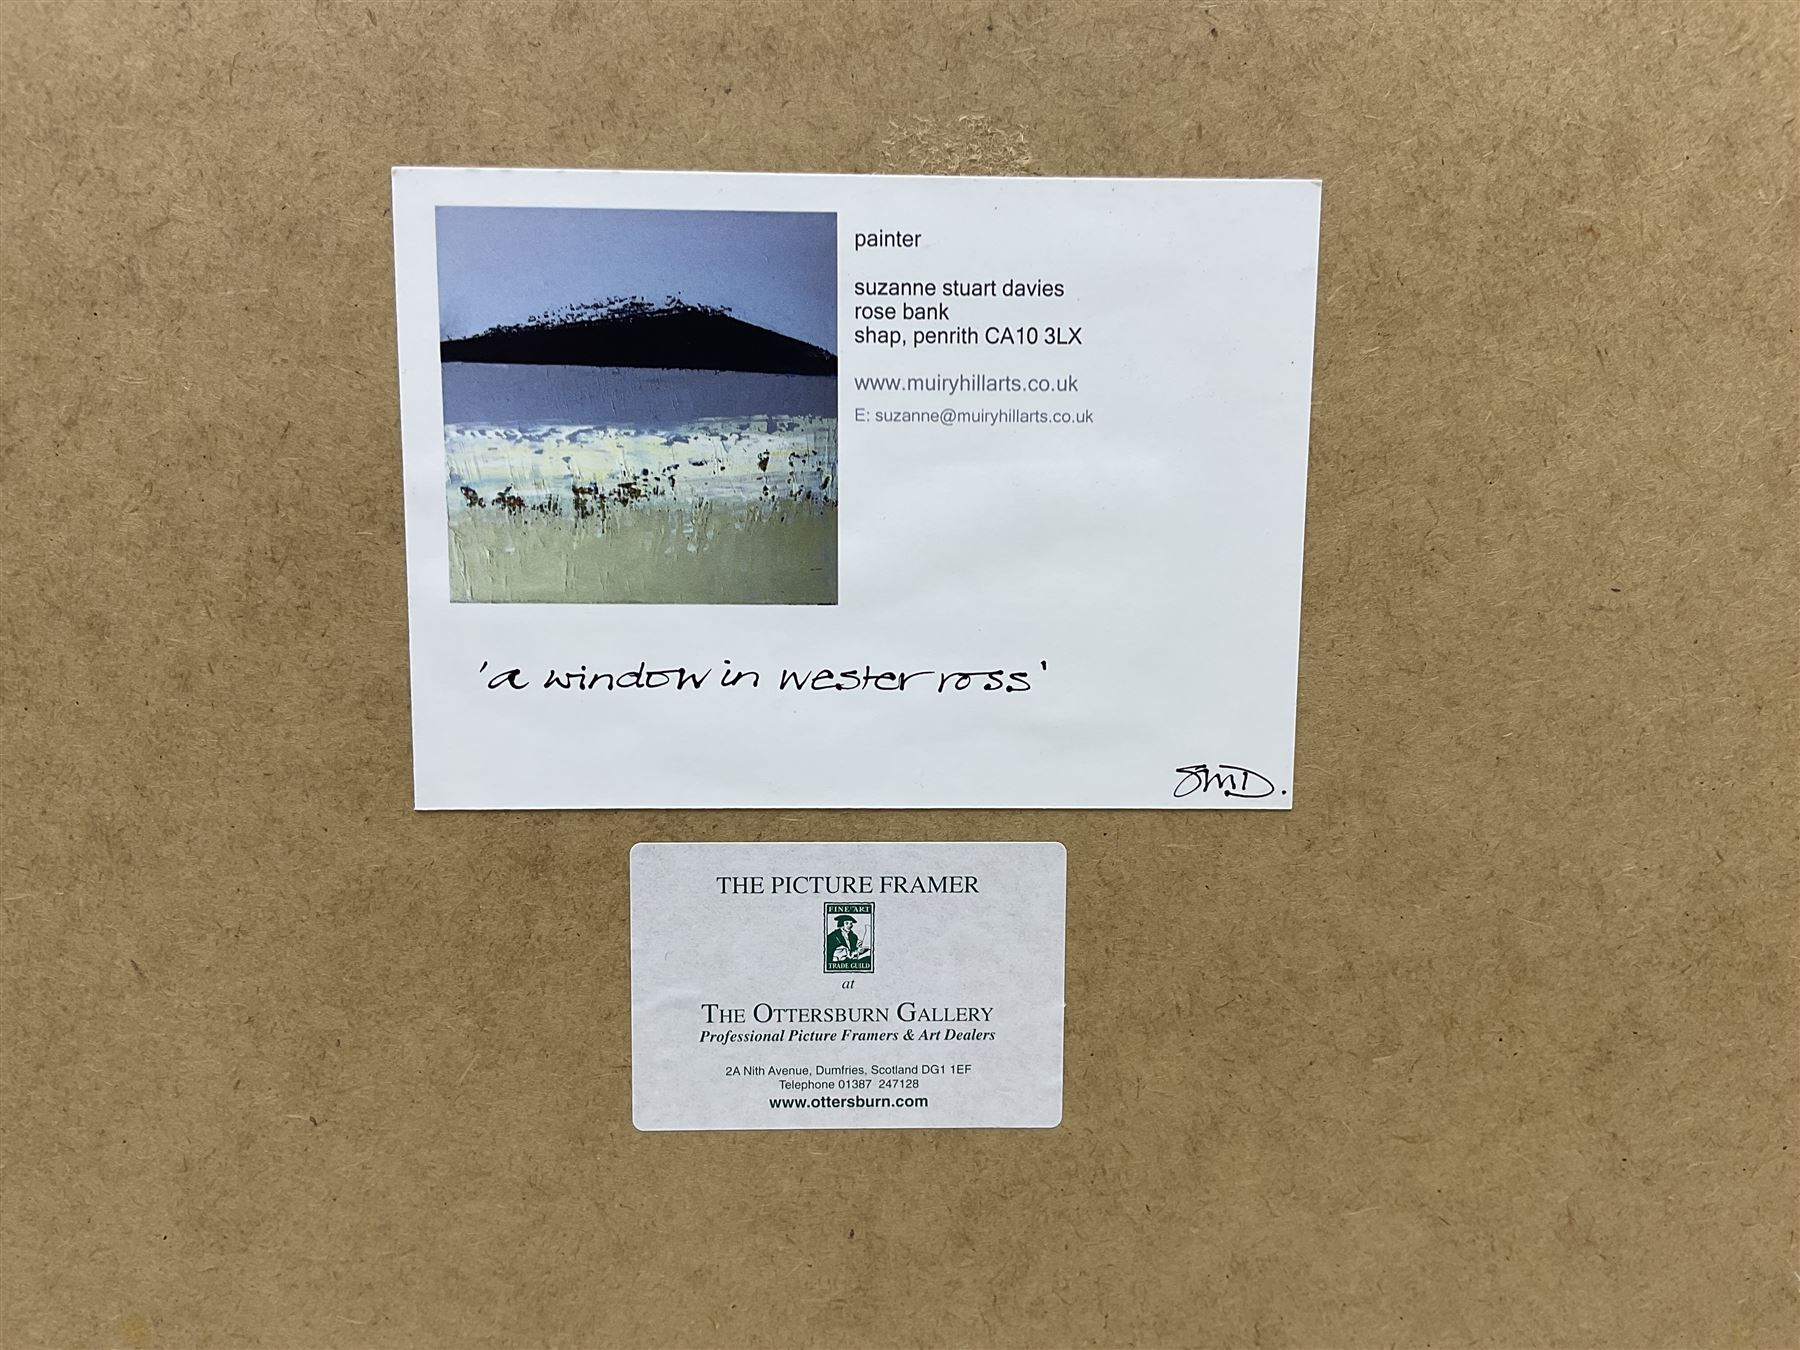 painter
suzanne stuart davies
rose bank
shap, penrith CA10 3LX
www.muiryhillarts.co.uk
E: suzanne@muiryhillarts.co.uk
'a window in wester ross'
SMD.
THE PICTURE FRAMER
FINE ART
TRADE GUILD
at
THE OTTERSBURN GALLERY
Professional Picture Framers & Art Dealers
2A Nith Avenue, Dumfries, Scotland DG1 1EF
Telephone 01387 247128
www.ottersburn.com